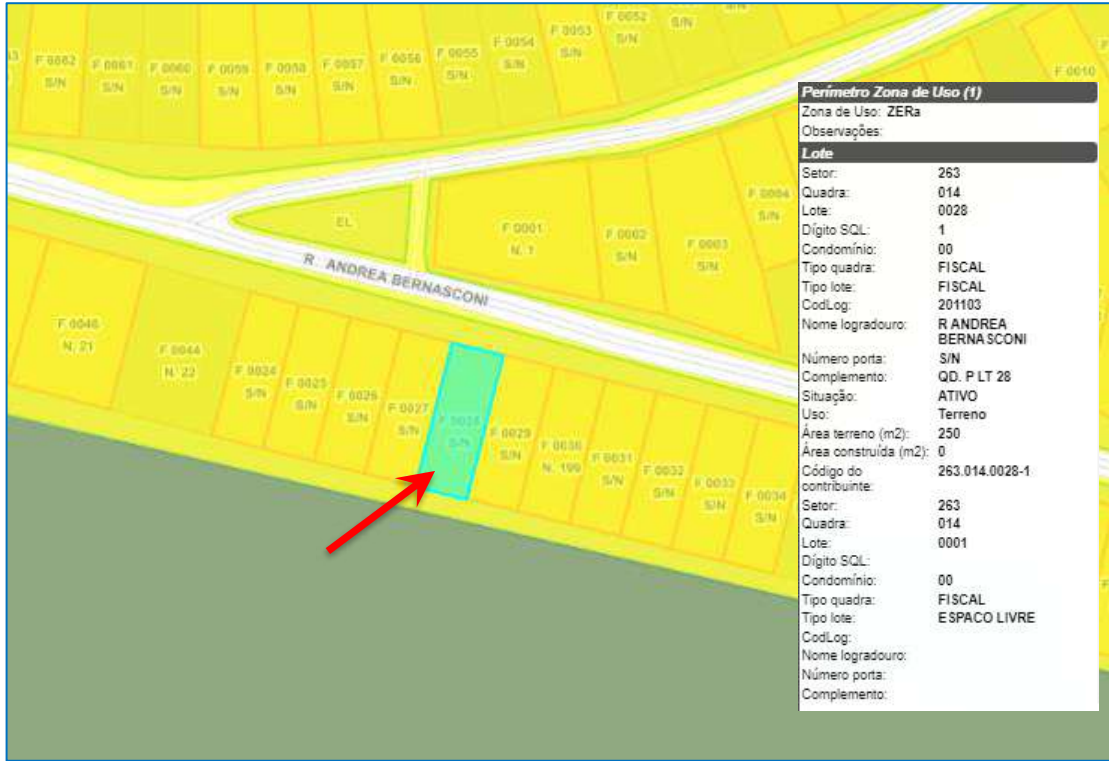 F 0052
S/N
F 0053
S/N
F 0054
S/N
F 0055
S/N
F 0056
S/N
F 0057
S/N
F 0058
S/N
F 0059
S/N
F 0060
S/N
F 0061
S/N
F 0062
S/N
S/N
F 0010
EL
F 0001
N. 1
F 0002
S/N
F 0003
S/N
F 0004
S/N
R. ANDREA BERNASCONI
F 0046
N. 21
F 0044
N. 22
F 0024
S/N
F 0025
S/N
F 0026
S/N
F 0027
S/N
F 0028
S/N
F 0029
S/N
F 0030
N. 199
F 0031
S/N
F 0032
S/N
F 0033
S/N
F 0034
S/N
Perímetro Zona de Uso (1)
Zona de Uso: ZERa
Observações:
Lote
Setor: 263
Quadra: 014
Lote: 0028
Dígito SQL: 1
Condomínio: 00
Tipo quadra: FISCAL
Tipo lote: FISCAL
CodLog: 201103
Nome logradouro: R ANDREA
BERNASCONI
Número porta: S/N
Complemento: QD. P LT 28
Situação: ATIVO
Uso: Terreno
Área terreno (m2): 250
Área construída (m2): 0
Código do 263.014.0028-1
contribuinte:
Setor: 263
Quadra: 014
Lote: 0001
Dígito SQL:
Condomínio: 00
Tipo quadra: FISCAL
Tipo lote: ESPACO LIVRE
CodLog:
Nome logradouro:
Número porta:
Complemento: